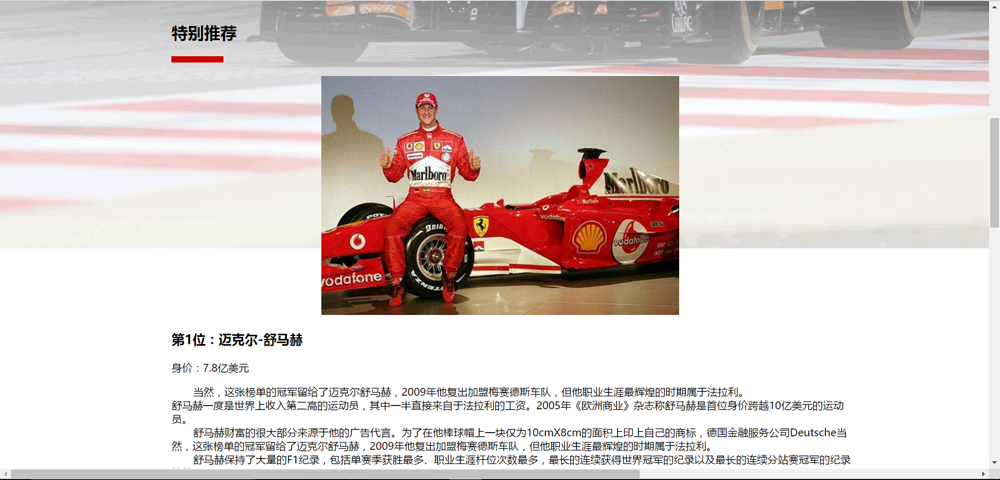 特别推荐
KHER
CHALLNC
Marlboro
Marlboro
Marlboro
vodafone
vodafone
vodafone
POTENZA
第1位：迈克尔-舒马赫
身价：7.8亿美元
当然，这张榜单的冠军留给了迈克尔舒马赫，2009年他复出加盟梅赛德斯车队，但他职业生涯最辉煌的时期属于法拉利。
舒马赫一度是世界上收入第二高的运动员，其中一半直接来自于法拉利的工资。2005年《欧洲商业》杂志称舒马赫是首位身价跨越10亿美元的运动
员。
舒马赫财富的很大部分来源于他的广告代言。为了在他棒球帽上一块仅为10cmX8cm的面积上印上自己的商标，德国金融服务公司Deutsche当
然，这张榜单的冠军留给了迈克尔舒马赫，2009年他复出加盟梅赛德斯车队，但他职业生涯最辉煌的时期属于法拉利。
舒马赫保持了大量的F1纪录，包括单赛季获胜最多、职业生涯杆位次数最多，最长的连续获得世界冠军的纪录以及最长的连续分站赛冠军的纪录